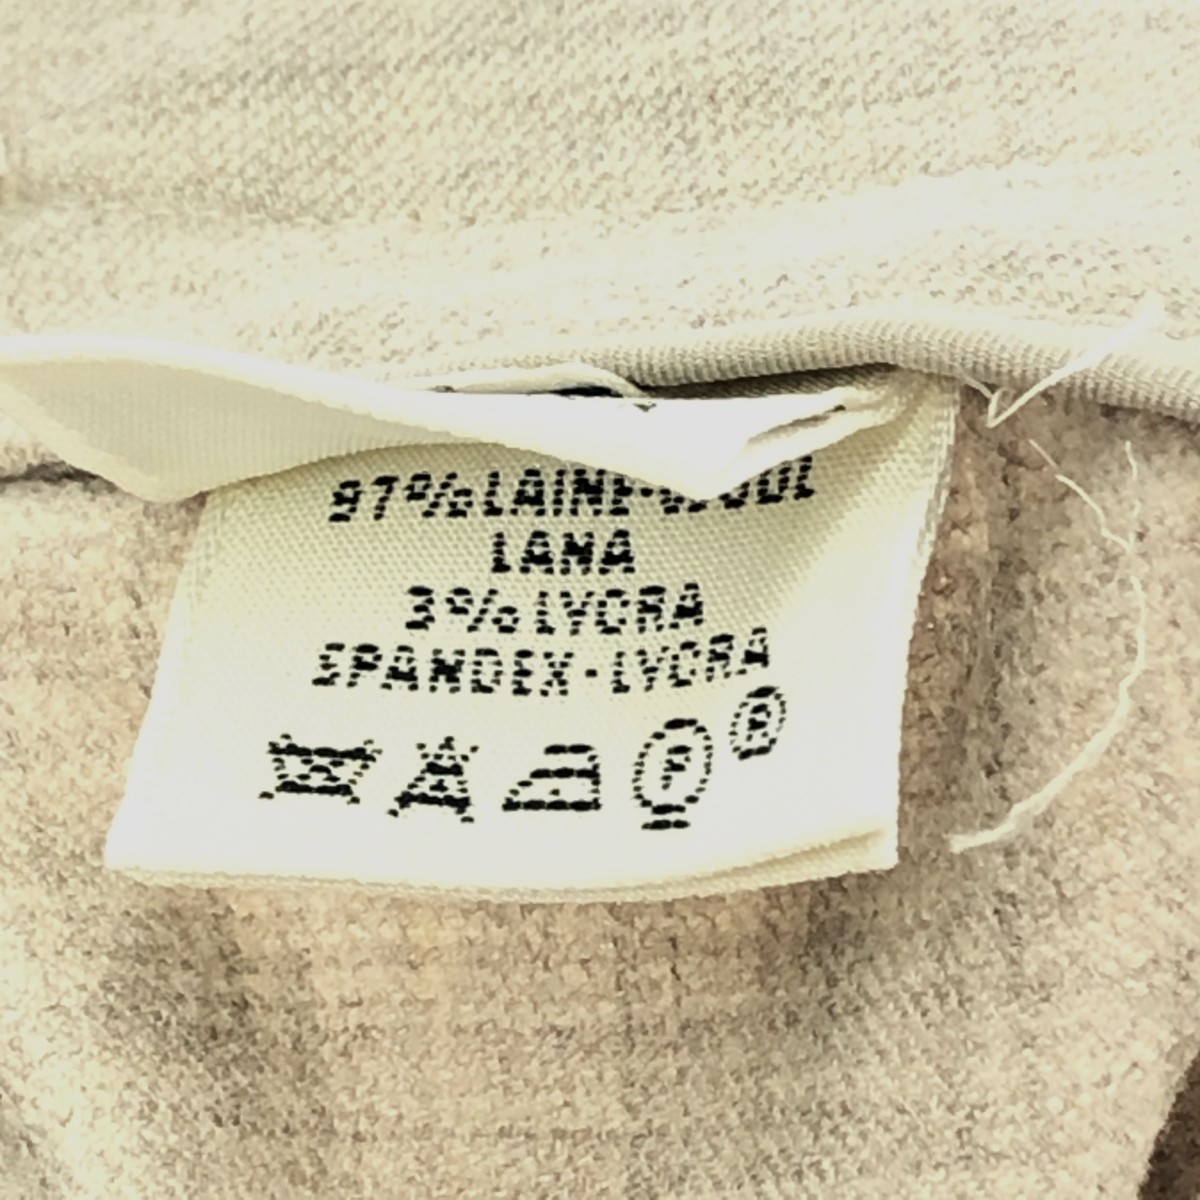 97% LAINE-WOOL
LANA
3% LYCRA
SPANDEX-LYCRA
P ®